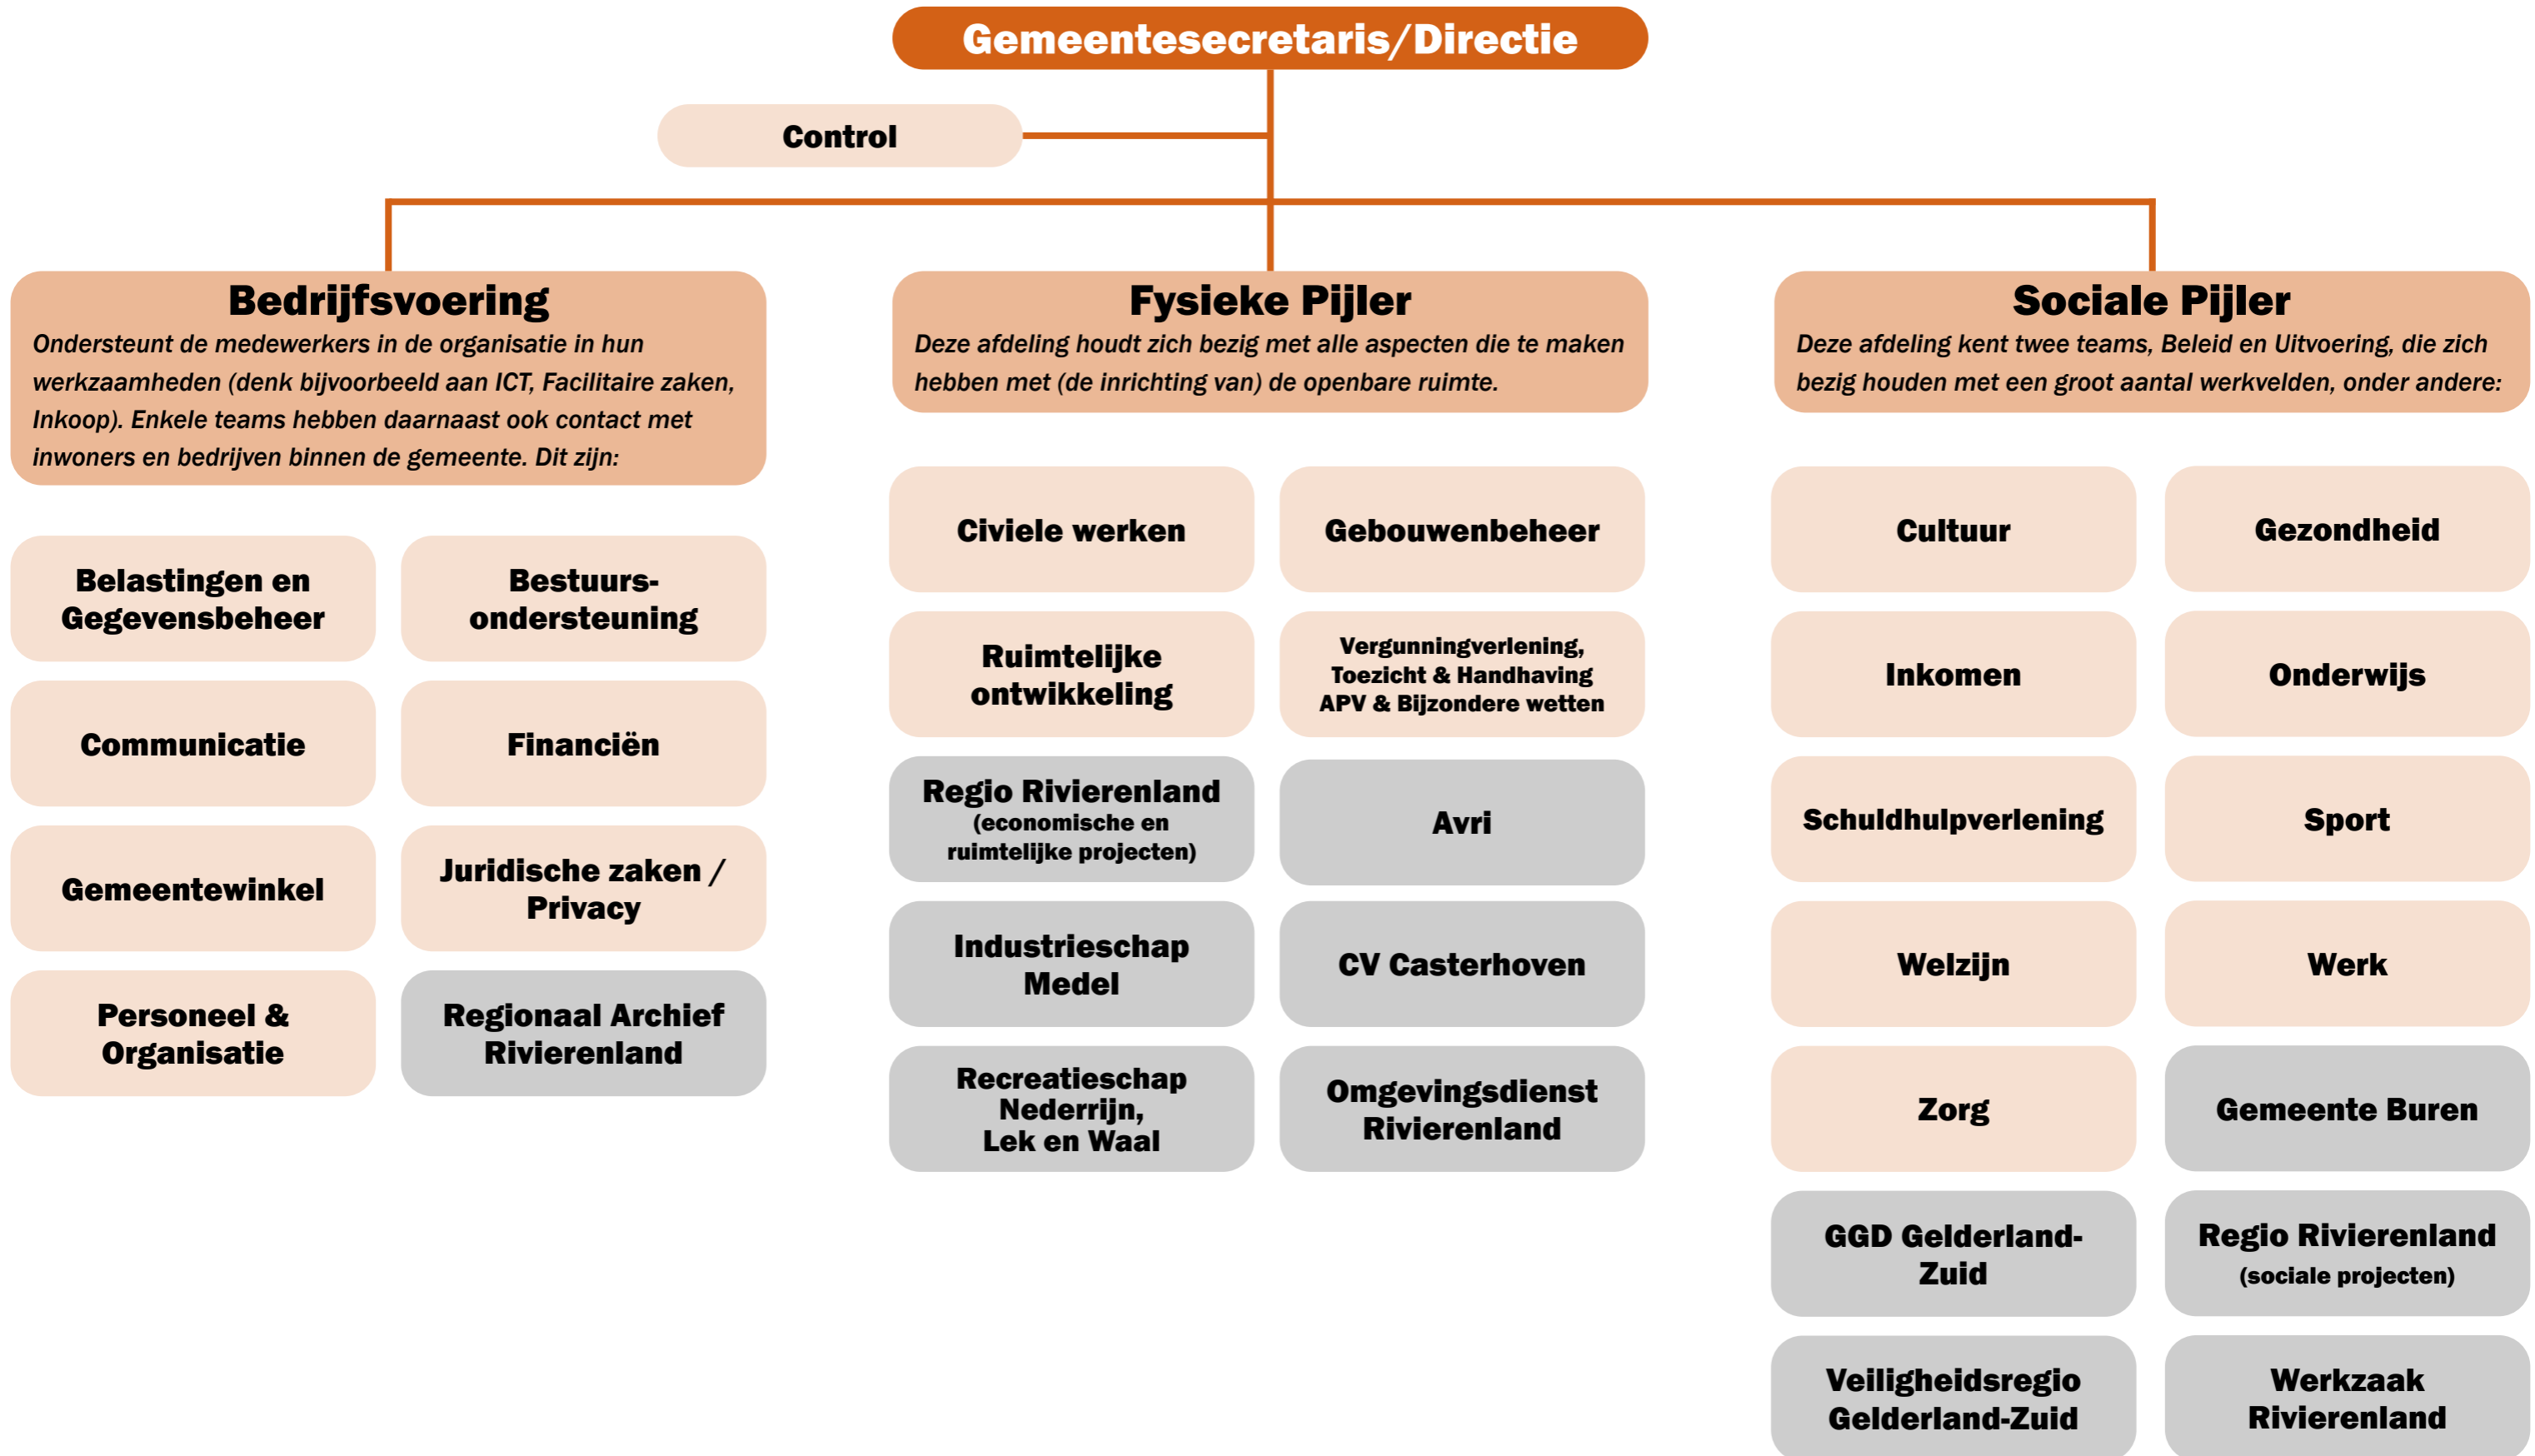 Gemeentesecretaris/Directie
Control
Bedrijfsvoering
Ondersteunt de medewerkers in de organisatie in hun
werkzaamheden (denk bijvoorbeeld aan ICT, Facilitaire zaken,
Inkoop). Enkele teams hebben daarnaast ook contact met
inwoners en bedrijven binnen de gemeente. Dit zijn:
Belastingen en
Gegevensbeheer
Bestuurs-
ondersteuning
Communicatie
Financiën
Gemeentewinkel
Juridische zaken /
Privacy
Personeel &
Organisatie
Regionaal Archief
Rivierenland
Fysieke Pijler
Deze afdeling houdt zich bezig met alle aspecten die te maken
hebben met (de inrichting van) de openbare ruimte.
Civiele werken
Gebouwenbeheer
Ruimtelijke
ontwikkeling
Vergunningverlening,
Toezicht & Handhaving
APV & Bijzondere wetten
Regio Rivierenland
(economische en
ruimtelijke projecten)
Avri
Industrieschap
Medel
CV Casterhoven
Recreatieschap
Nederrijn,
Lek en Waal
Omgevingsdienst
Rivierenland
Sociale Pijler
Deze afdeling kent twee teams, Beleid en Uitvoering, die zich
bezig houden met een groot aantal werkvelden, onder andere:
Cultuur
Gezondheid
Inkomen
Onderwijs
Schuldhulpverlening
Sport
Welzijn
Werk
Zorg
Gemeente Buren
GGD Gelderland-
Zuid
Regio Rivierenland
(sociale projecten)
Veiligheidsregio
Gelderland-Zuid
Werkzaak
Rivierenland